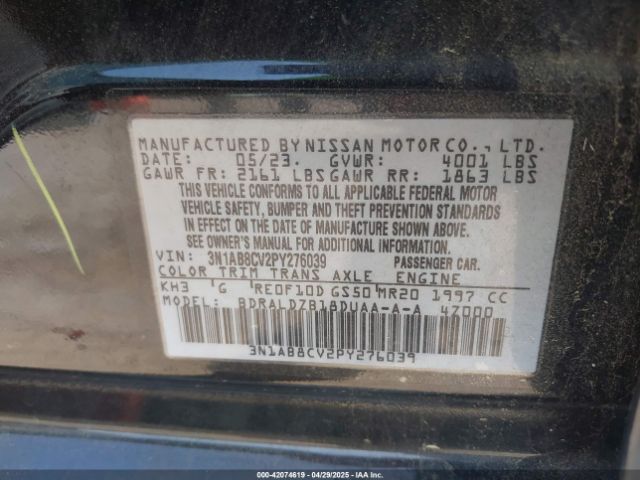 MANUFACTURED BY NISSAN MOTOR CO., LTD.
DATE: 05/23. GVWR: 4001 LBS
GAWR FR: 2161 LBS GAWR RR: 1863 LBS
THIS VEHICLE CONFORMS TO ALL APPLICABLE FEDERAL MOTOR
VEHICLE SAFETY, BUMPER AND THEFT PREVENTION STANDARDS
IN EFFECT ON THE DATE OF MANUFACTURE SHOWN ABOVE.
SEE OWNER'S MANUAL FOR ADDITIONAL INFORMATION.
VIN: 3N1AB8CV2PY276039 PASSENGER CAR.
COLOR TRIM TRANS AXLE ENGINE
KH3 G RE0F10D GS50 MR20 1997 CC
MODEL: BDRALDZB18DUAA-A-A 47000
3N1AB8CV2PY276039
000-42074619 | 04/29/2025 | IAA Inc.